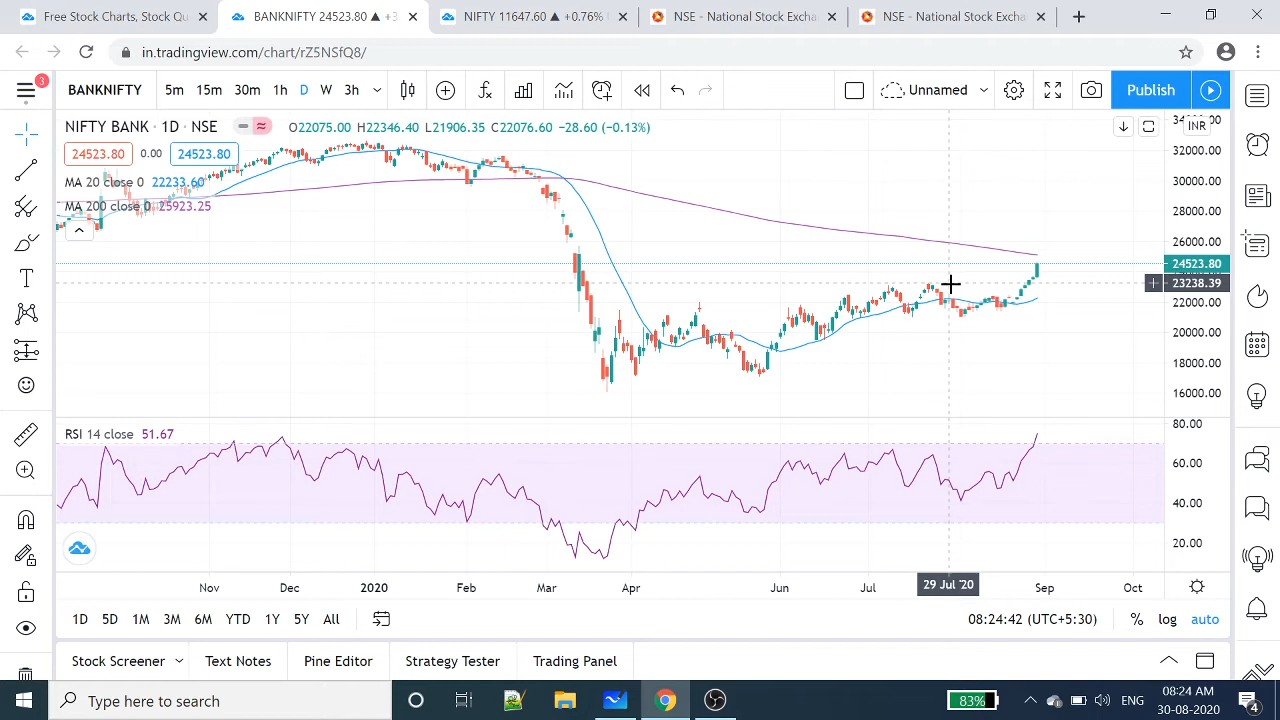 Free Stock Charts, Stock Qu
BANKNIFTY 24523.80 ▲ +3
NIFTY 11647.60 ▲ +0.76%
NSE - National Stock Excha
NSE - National Stock Excha
in.tradingview.com/chart/rZ5NSfQ8/
3
BANKNIFTY 5m 15m 30m 1h D W 3h
Unnamed
Publish
NIFTY BANK · 1D · NSE
O22075.00 H22346.40 L21906.35 C22076.60 −28.60 (−0.13%)
INR
24523.80 0.00 24523.80
MA 20 close 0 22233.60
MA 200 close 0 25923.25
34000.00
32000.00
30000.00
28000.00
26000.00
24523.80
23238.39
22000.00
20000.00
18000.00
16000.00
RSI 14 close 51.67
80.00
60.00
40.00
20.00
Nov Dec 2020 Feb Mar Apr Jun Jul 29 Jul '20 Sep Oct
1D 5D 1M 3M 6M YTD 1Y 5Y All
08:24:42 (UTC+5:30) % log auto
Stock Screener Text Notes Pine Editor Strategy Tester Trading Panel
Type here to search
83%
ENG
08:24 AM
30-08-2020
4